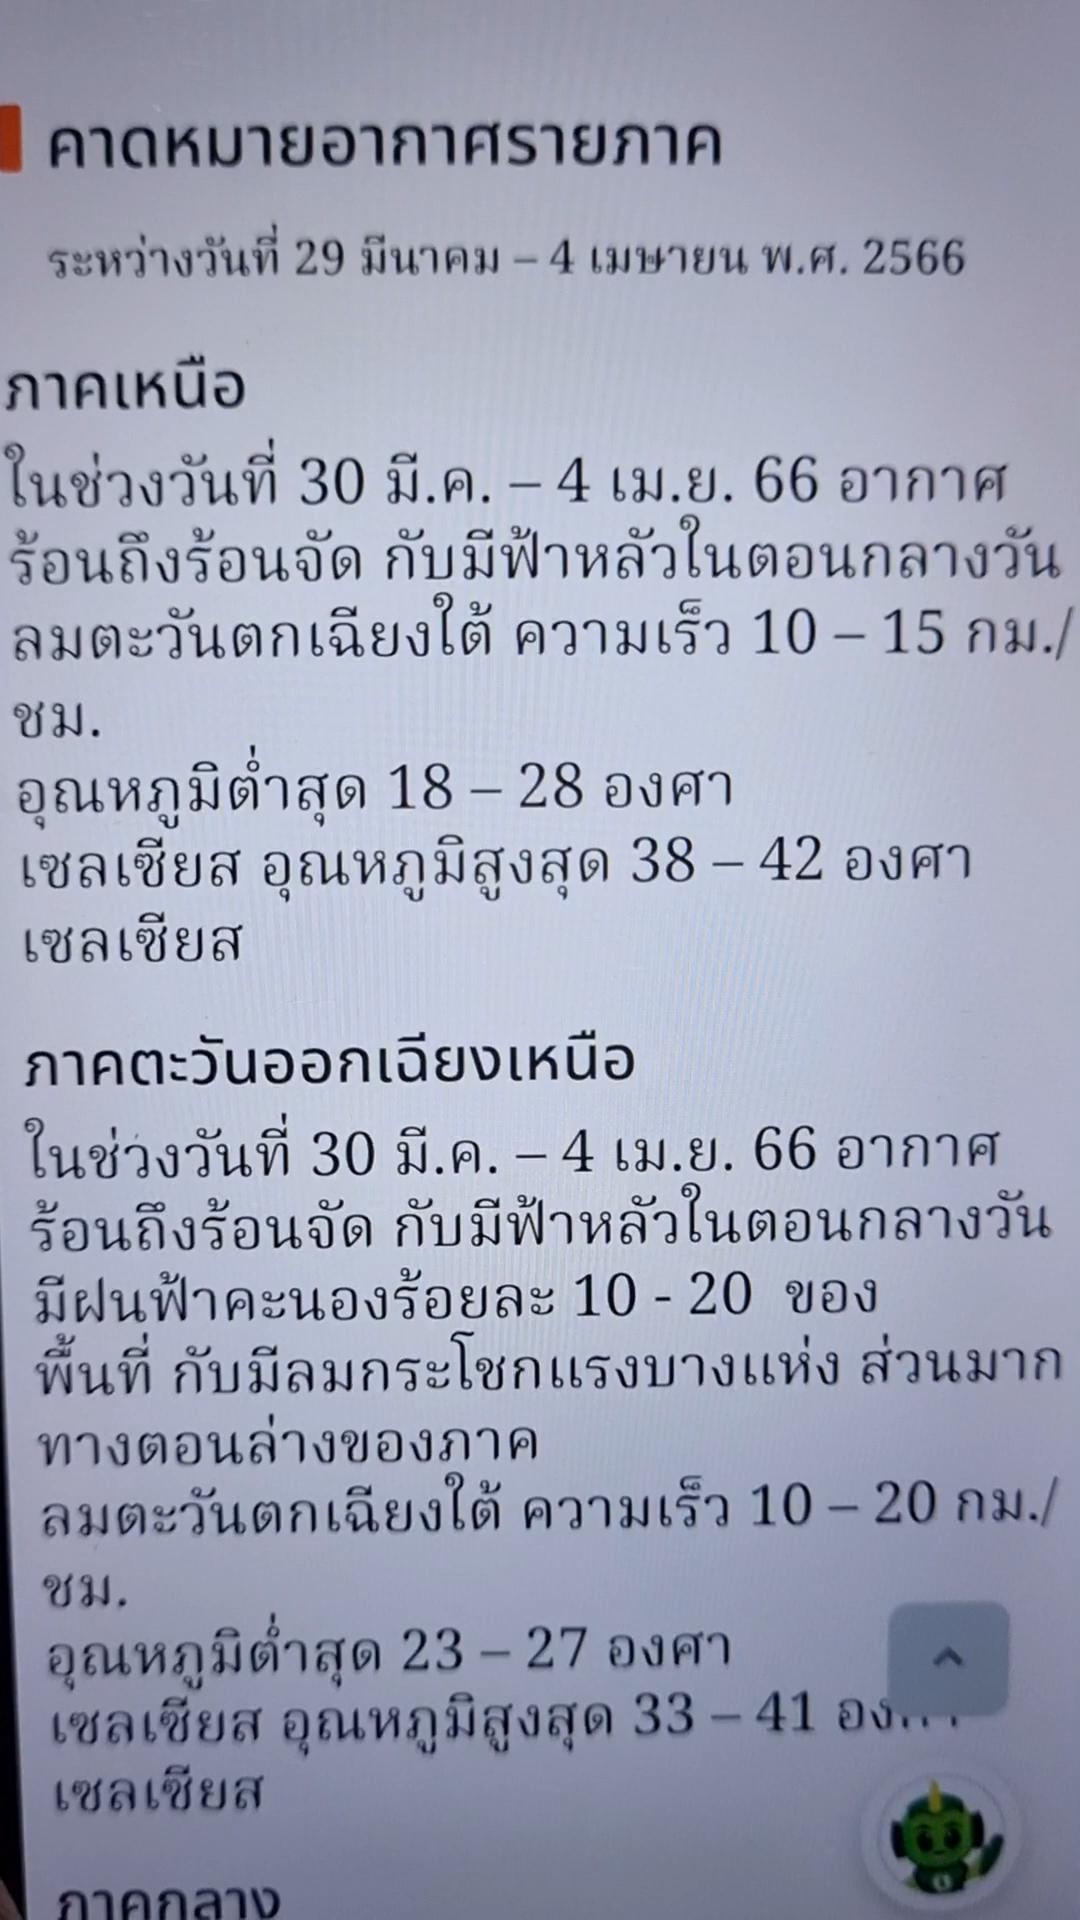 คาดหมายอากาศรายภาค
ระหว่างวันที่ 29 มีนาคม – 4 เมษายน พ.ศ. 2566
ภาคเหนือ
ในช่วงวันที่ 30 มี.ค. – 4 เม.ย. 66 อากาศ
ร้อนถึงร้อนจัด กับมีฟ้าหลัวในตอนกลางวัน
ลมตะวันตกเฉียงใต้ ความเร็ว 10 – 15 กม./
ชม.
อุณหภูมิต่ำสุด 18 – 28 องศา
เซลเซียส อุณหภูมิสูงสุด 38 – 42 องศา
เซลเซียส
ภาคตะวันออกเฉียงเหนือ
ในช่วงวันที่ 30 มี.ค. – 4 เม.ย. 66 อากาศ
ร้อนถึงร้อนจัด กับมีฟ้าหลัวในตอนกลางวัน
มีฝนฟ้าคะนองร้อยละ 10 - 20 ของ
พื้นที่ กับมีลมกระโชกแรงบางแห่ง ส่วนมาก
ทางตอนล่างของภาค
ลมตะวันตกเฉียงใต้ ความเร็ว 10 – 20 กม./
ชม.
อุณหภูมิต่ำสุด 23 – 27 องศา
เซลเซียส อุณหภูมิสูงสุด 33 – 41
เซลเซียส
ภาคกลาง